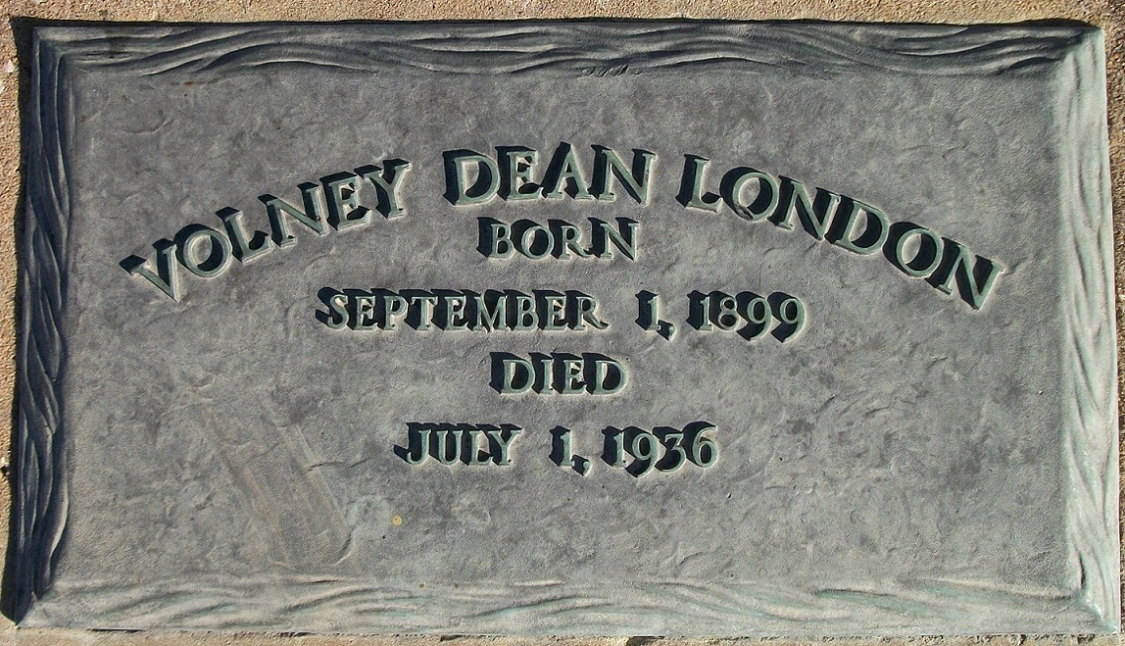 VOLNEY DEAN LONDON
BORN
SEPTEMBER 1, 1899
DIED
JULY 1, 1936